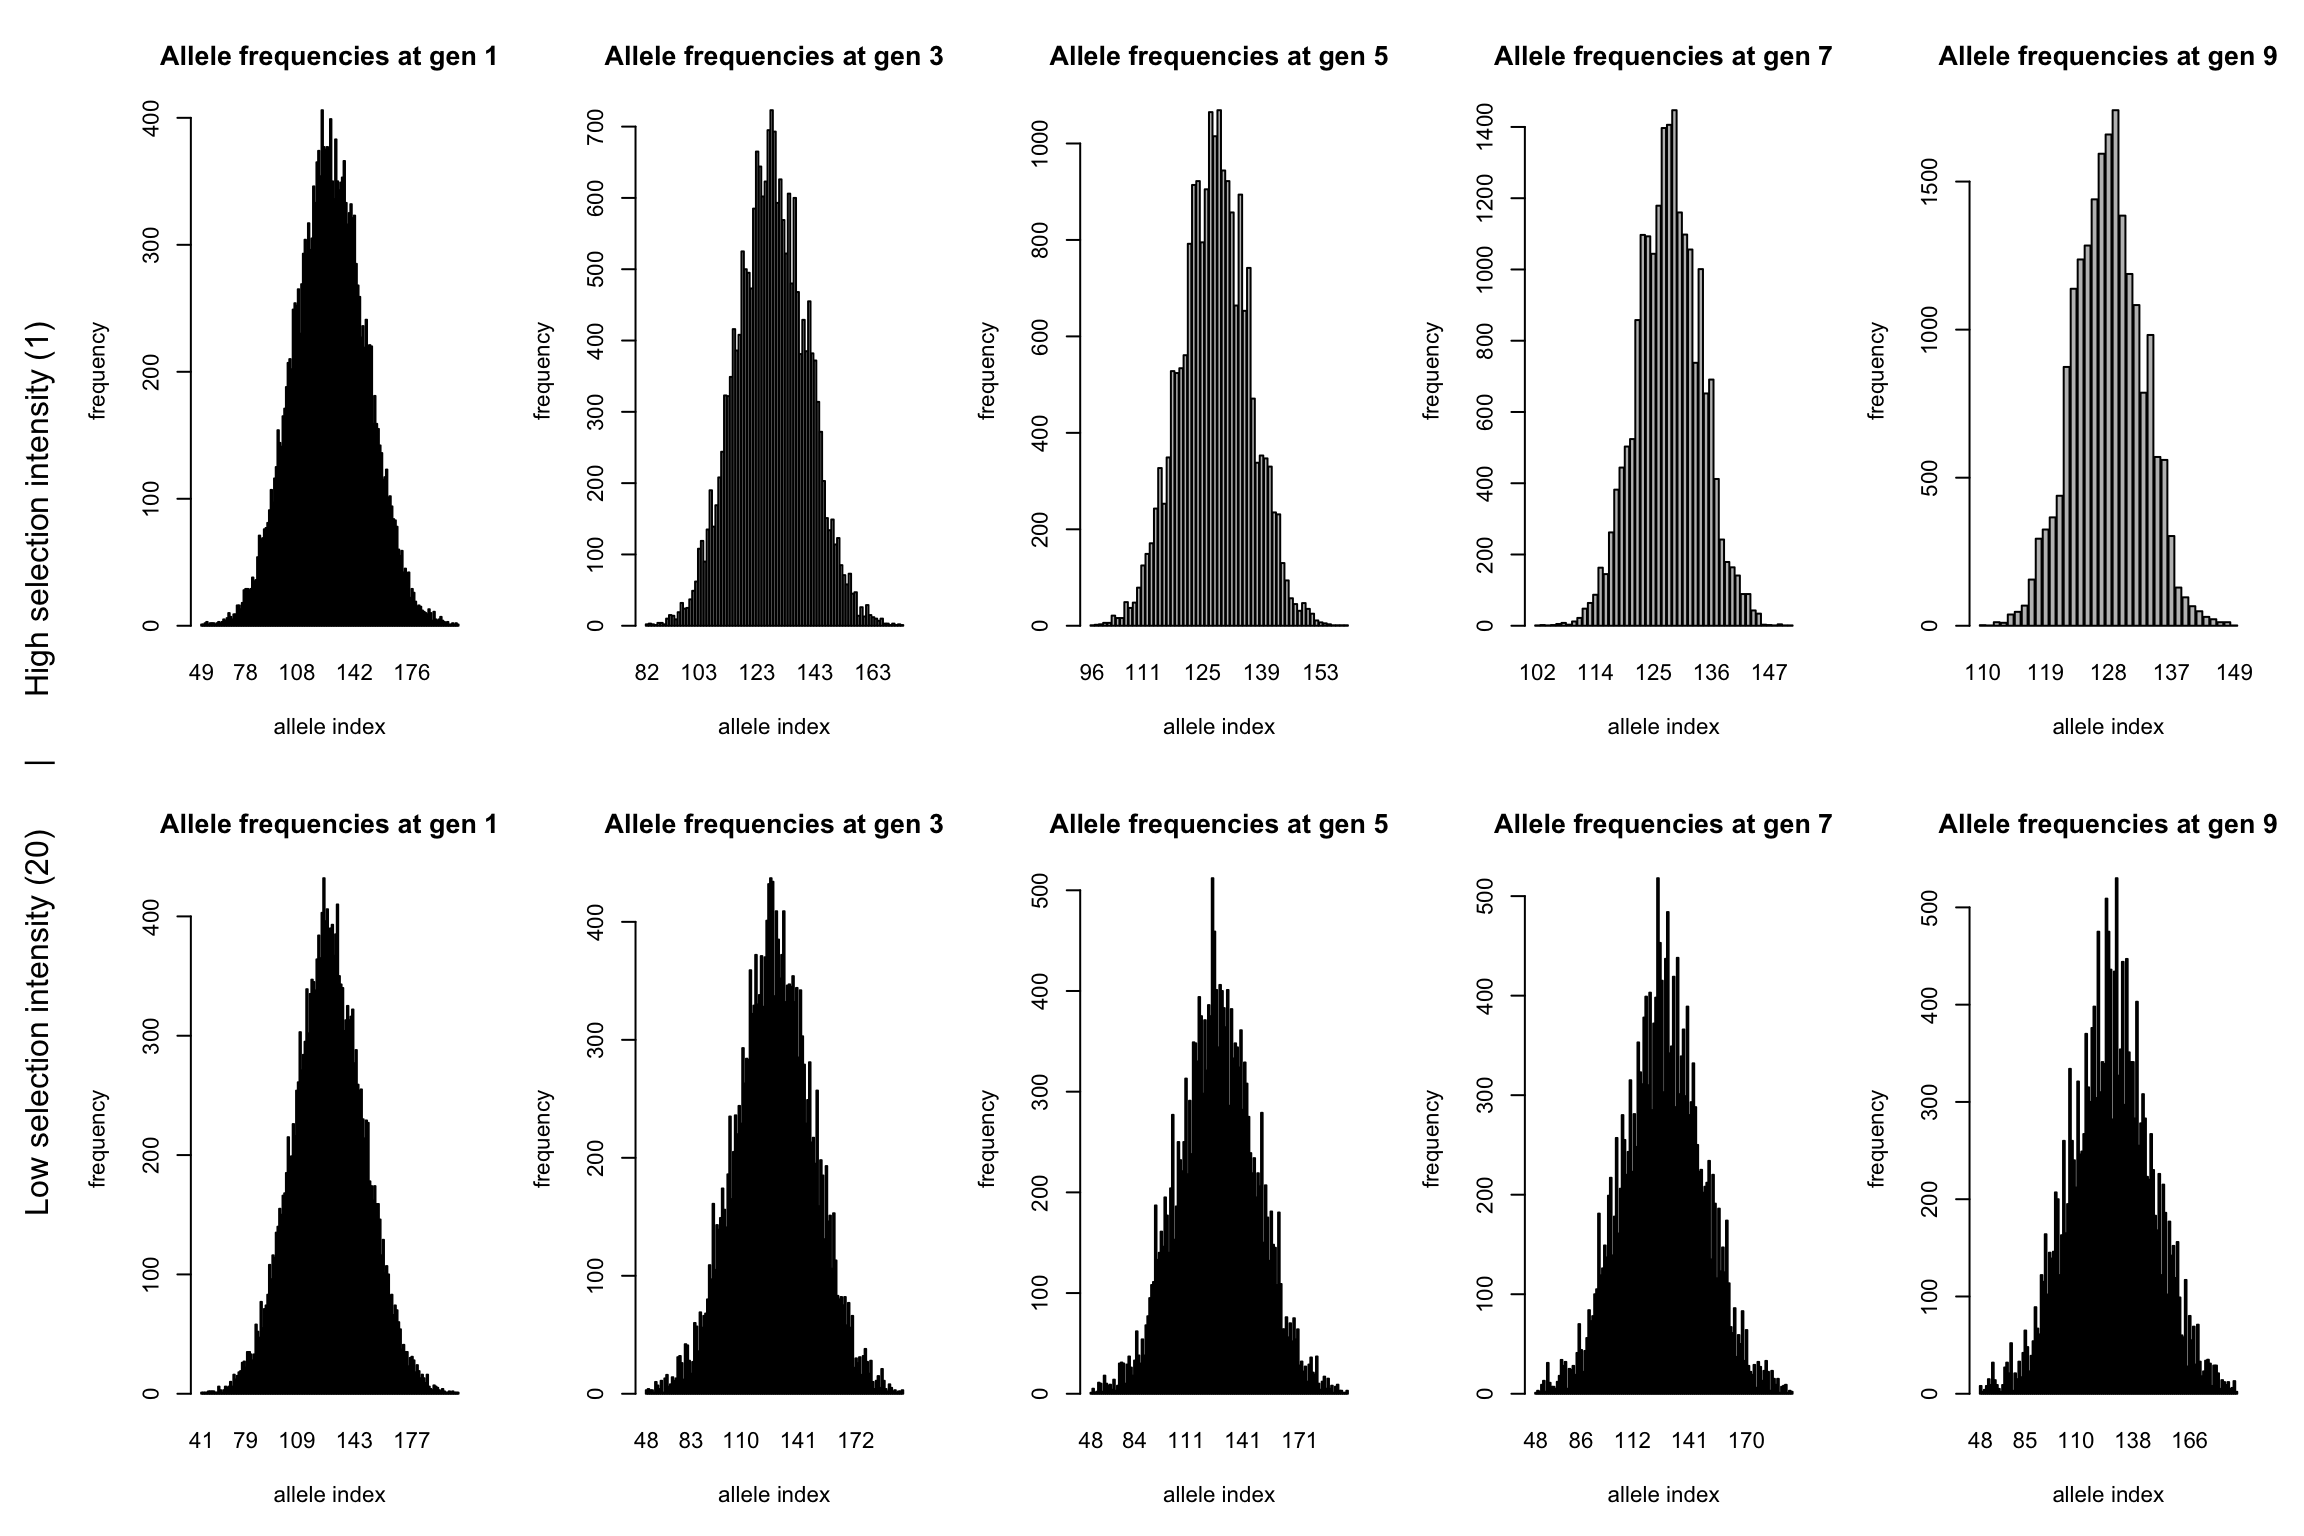 Low selection intensity (20) | High selection intensity (1)
Allele frequencies at gen 1
frequency
400
300
200
100
0
49 78 108 142 176
allele index
Allele frequencies at gen 3
frequency
700
600
500
400
300
200
100
0
82 103 123 143 163
allele index
Allele frequencies at gen 5
frequency
1000
800
600
400
200
0
96 111 125 139 153
allele index
Allele frequencies at gen 7
frequency
1400
1200
1000
800
600
400
200
0
102 114 125 136 147
allele index
Allele frequencies at gen 9
frequency
1500
1000
500
0
110 119 128 137 149
allele index
Allele frequencies at gen 1
frequency
400
300
200
100
0
41 79 109 143 177
allele index
Allele frequencies at gen 3
frequency
400
300
200
100
0
48 83 110 141 172
allele index
Allele frequencies at gen 5
frequency
500
400
300
200
100
0
48 84 111 141 171
allele index
Allele frequencies at gen 7
frequency
500
400
300
200
100
0
48 86 112 141 170
allele index
Allele frequencies at gen 9
frequency
500
400
300
200
100
0
48 85 110 138 166
allele index